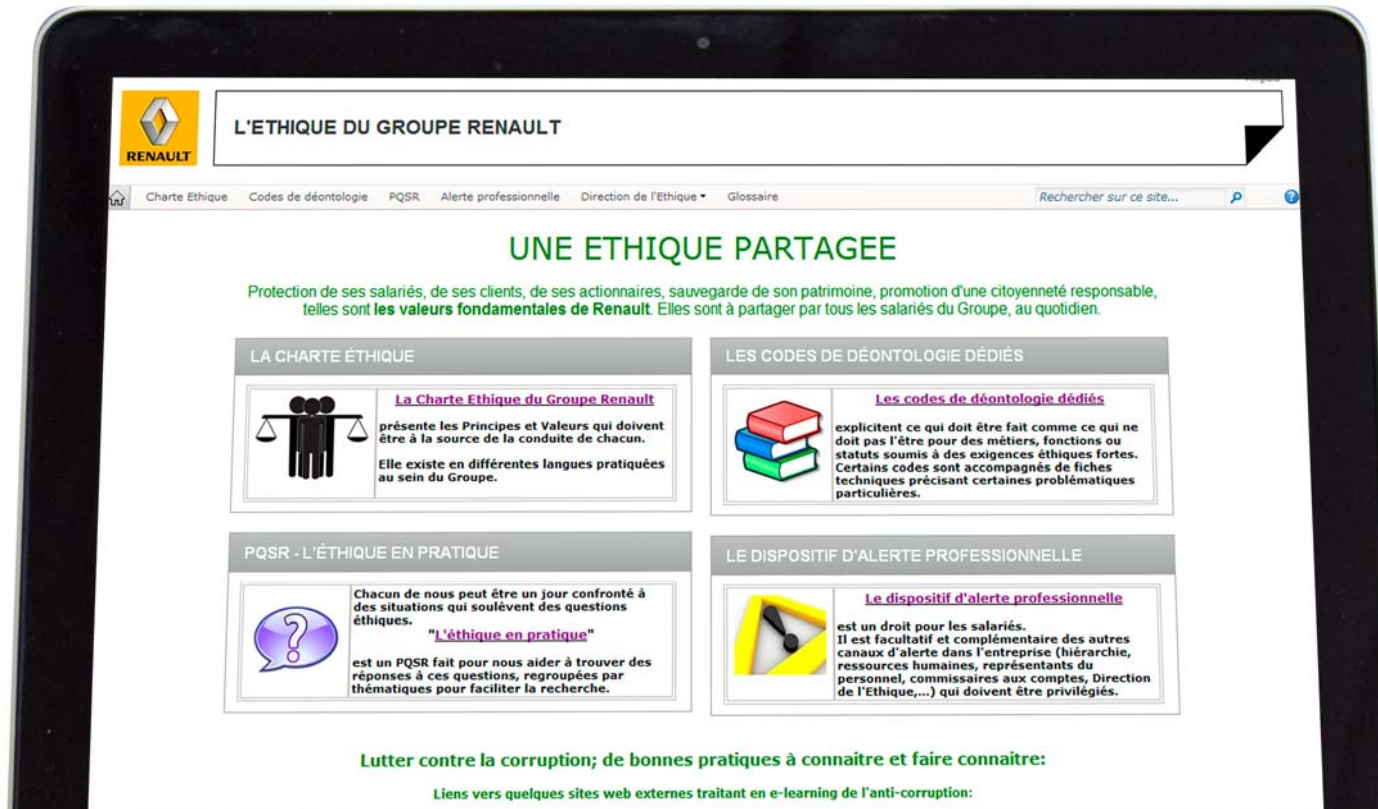 RENAULT
L'ETHIQUE DU GROUPE RENAULT
Charte Ethique Codes de déontologie PQSR Alerte professionnelle Direction de l'Ethique Glossaire Rechercher sur ce site...
UNE ETHIQUE PARTAGEE
Protection de ses salariés, de ses clients, de ses actionnaires, sauvegarde de son patrimoine, promotion d'une citoyenneté responsable,
telles sont les valeurs fondamentales de Renault. Elles sont à partager par tous les salariés du Groupe, au quotidien.
LA CHARTE ÉTHIQUE
La Charte Ethique du Groupe Renault
présente les Principes et Valeurs qui doivent
être à la source de la conduite de chacun.
Elle existe en différentes langues pratiquées
au sein du Groupe.
LES CODES DE DÉONTOLOGIE DÉDIÉS
Les codes de déontologie dédiés
explicitent ce qui doit être fait comme ce qui ne
doit pas l'être pour des métiers, fonctions ou
statuts soumis à des exigences éthiques fortes.
Certains codes sont accompagnés de fiches
techniques précisant certaines problématiques
particulières.
PQSR - L'ÉTHIQUE EN PRATIQUE
Chacun de nous peut être un jour confronté à
des situations qui soulèvent des questions
éthiques.
"L'éthique en pratique"
est un PQSR fait pour nous aider à trouver des
réponses à ces questions, regroupées par
thématiques pour faciliter la recherche.
LE DISPOSITIF D'ALERTE PROFESSIONNELLE
Le dispositif d'alerte professionnelle
est un droit pour les salariés.
Il est facultatif et complémentaire des autres
canaux d'alerte dans l'entreprise (hiérarchie,
ressources humaines, représentants du
personnel, commissaires aux comptes, Direction
de l'Ethique,...) qui doivent être privilégiés.
Lutter contre la corruption; de bonnes pratiques à connaitre et faire connaitre:
Liens vers quelques sites web externes traitant en e-learning de l'anti-corruption: